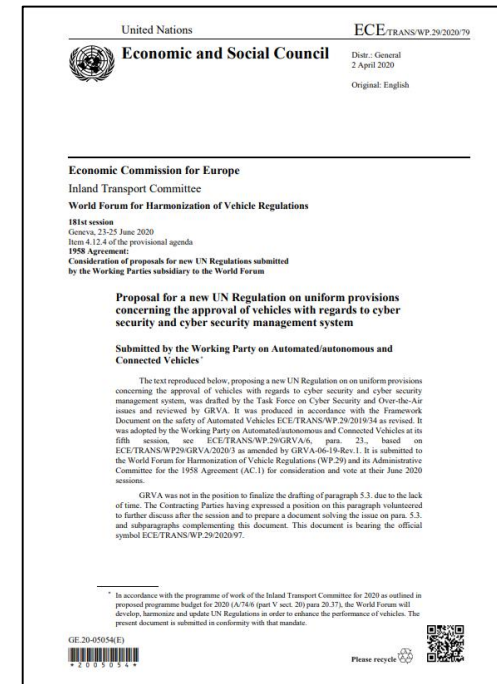 United Nations
ECE/TRANS/WP.29/2020/79
Economic and Social Council
Distr.: General
2 April 2020
Original: English
Economic Commission for Europe
Inland Transport Committee
World Forum for Harmonization of Vehicle Regulations
181st session
Geneva, 23-25 June 2020
Item 4.12.4 of the provisional agenda
1958 Agreement:
Consideration of proposals for new UN Regulations submitted
by the Working Parties subsidiary to the World Forum
Proposal for a new UN Regulation on uniform provisions
concerning the approval of vehicles with regards to cyber
security and cyber security management system
Submitted by the Working Party on Automated/autonomous and
Connected Vehicles *
The text reproduced below, proposing a new UN Regulation on on uniform provisions
concerning the approval of vehicles with regards to cyber security and cyber security
management system, was drafted by the Task Force on Cyber Security and Over-the-Air
issues and reviewed by GRVA. It was produced in accordance with the Framework
Document on the safety of Automated Vehicles ECE/TRANS/WP.29/2019/34 as revised. It
was adopted by the Working Party on Automated/autonomous and Connected Vehicles at its
fifth session, see ECE/TRANS/WP.29/GRVA/6, para. 23., based on
ECE/TRANS/WP29/GRVA/2020/3 as amended by GRVA-06-19-Rev.1. It is submitted to
the World Forum for Harmonization of Vehicle Regulations (WP.29) and its Administrative
Committee for the 1958 Agreement (AC.1) for consideration and vote at their June 2020
sessions.
GRVA was not in the position to finalize the drafting of paragraph 5.3. due to the lack
of time. The Contracting Parties having expressed a position on this paragraph volunteered
to further discuss after the session and to prepare a document solving the issue on para. 5.3.
and subparagraphs complementing this document. This document is bearing the official
symbol ECE/TRANS/WP.29/2020/97.
* In accordance with the programme of work of the Inland Transport Committee for 2020 as outlined in
proposed programme budget for 2020 (A/74/6 (part V sect. 20) para 20.37), the World Forum will
develop, harmonize and update UN Regulations in order to enhance the performance of vehicles. The
present document is submitted in conformity with that mandate.
GE.20-05054(E)
*2005054*
Please recycle